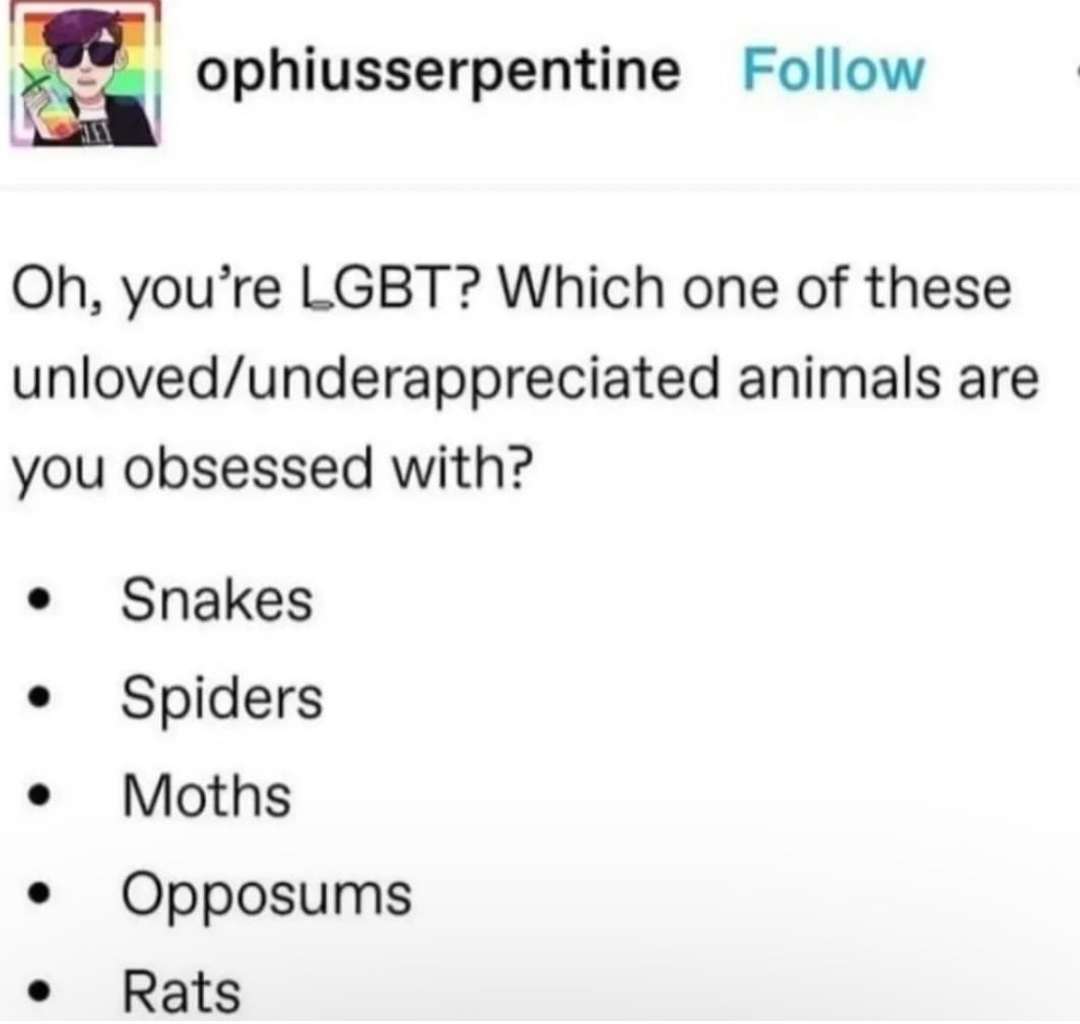 ophiusserpentine Follow
Oh, you're LGBT? Which one of these
unloved/underappreciated animals are
you obsessed with?
• Snakes
• Spiders
• Moths
• Opposums
• Rats